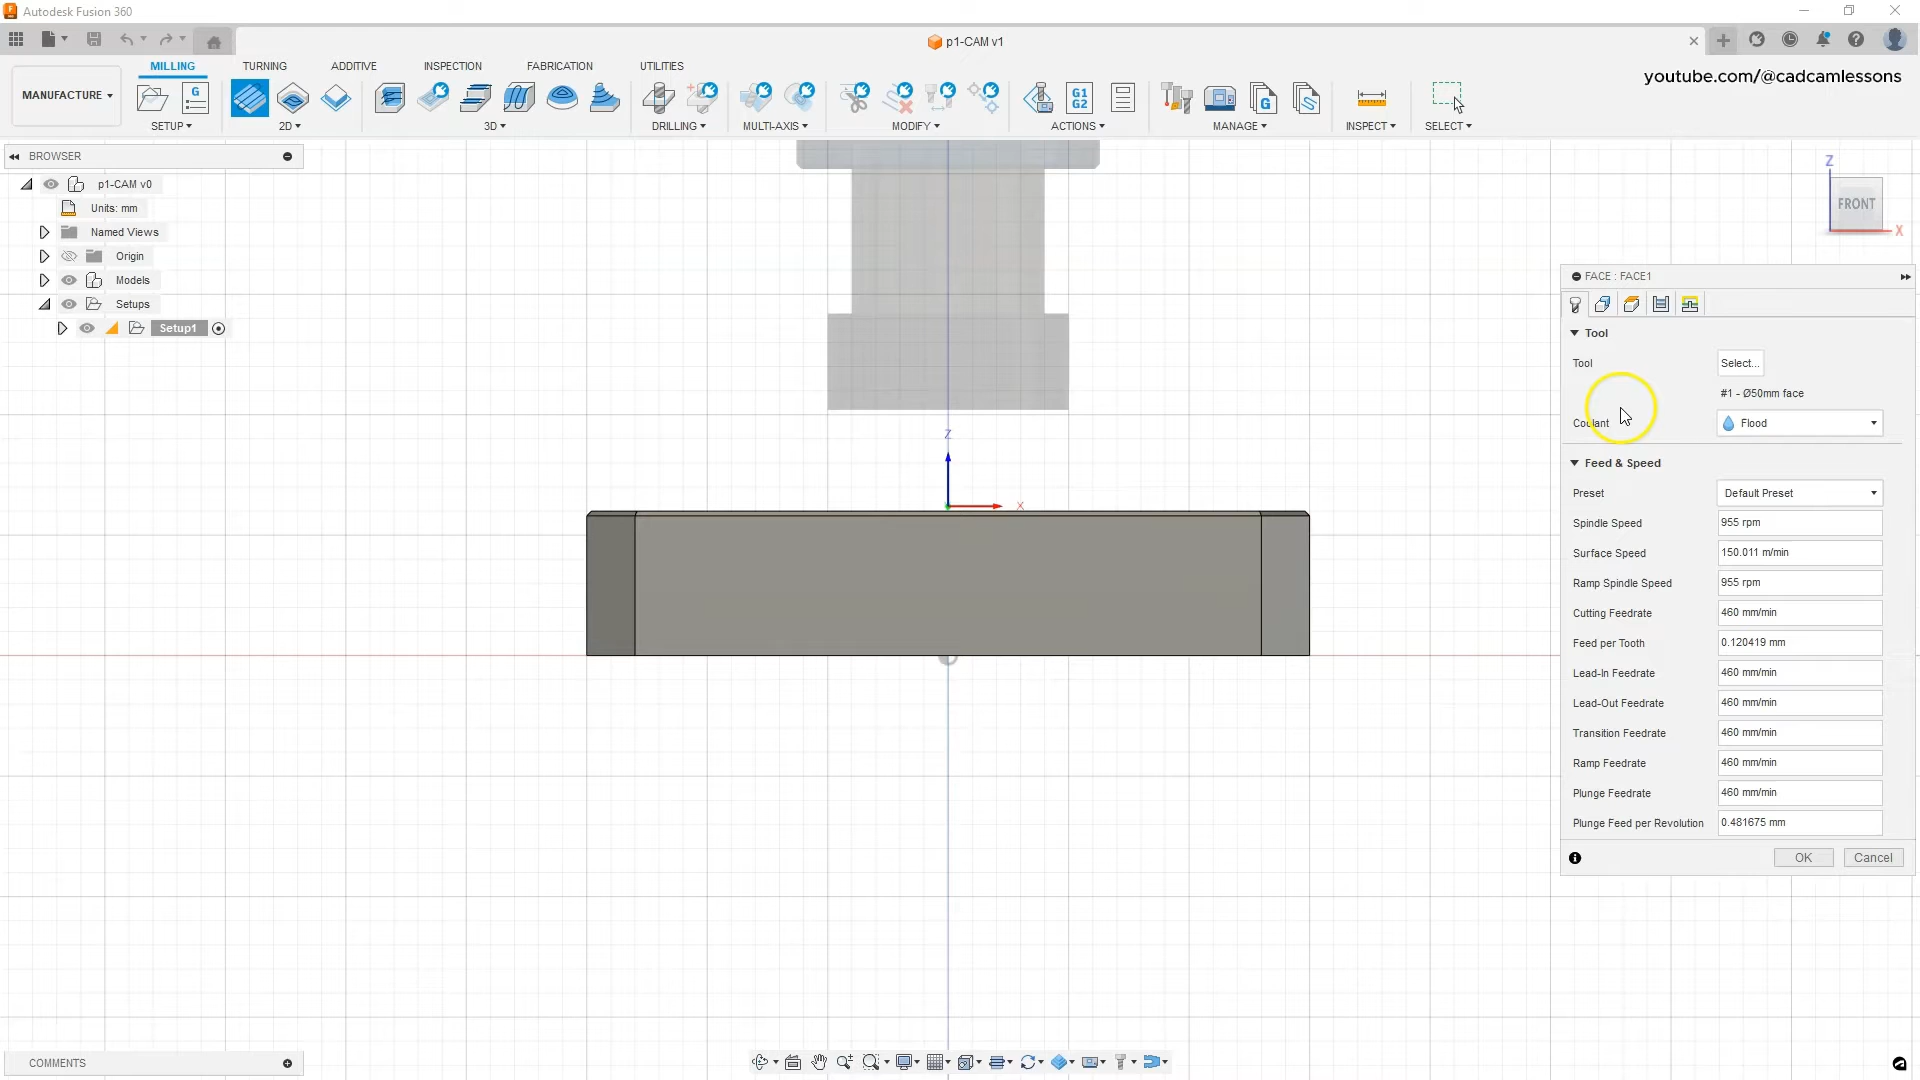 Autodesk Fusion 360
p1-CAM v1
MILLING TURNING ADDITIVE INSPECTION FABRICATION UTILITIES
youtube.com/@cadcamlessons
MANUFACTURE
G
G1
G2
G
SETUP 2D 3D DRILLING MULTI-AXIS MODIFY ACTIONS MANAGE INSPECT SELECT
BROWSER
p1-CAM v0
Units: mm
Named Views
Origin
Models
Setups
Setup1
Z
FRONT
X
Z
X
FACE : FACE1
Tool
Tool Select...
#1 - Ø50mm face
Coolant Flood
Feed & Speed
Preset Default Preset
Spindle Speed 955 rpm
Surface Speed 150.011 m/min
Ramp Spindle Speed 955 rpm
Cutting Feedrate 460 mm/min
Feed per Tooth 0.120419 mm
Lead-In Feedrate 460 mm/min
Lead-Out Feedrate 460 mm/min
Transition Feedrate 460 mm/min
Ramp Feedrate 460 mm/min
Plunge Feedrate 460 mm/min
Plunge Feed per Revolution 0.481675 mm
OK Cancel
COMMENTS